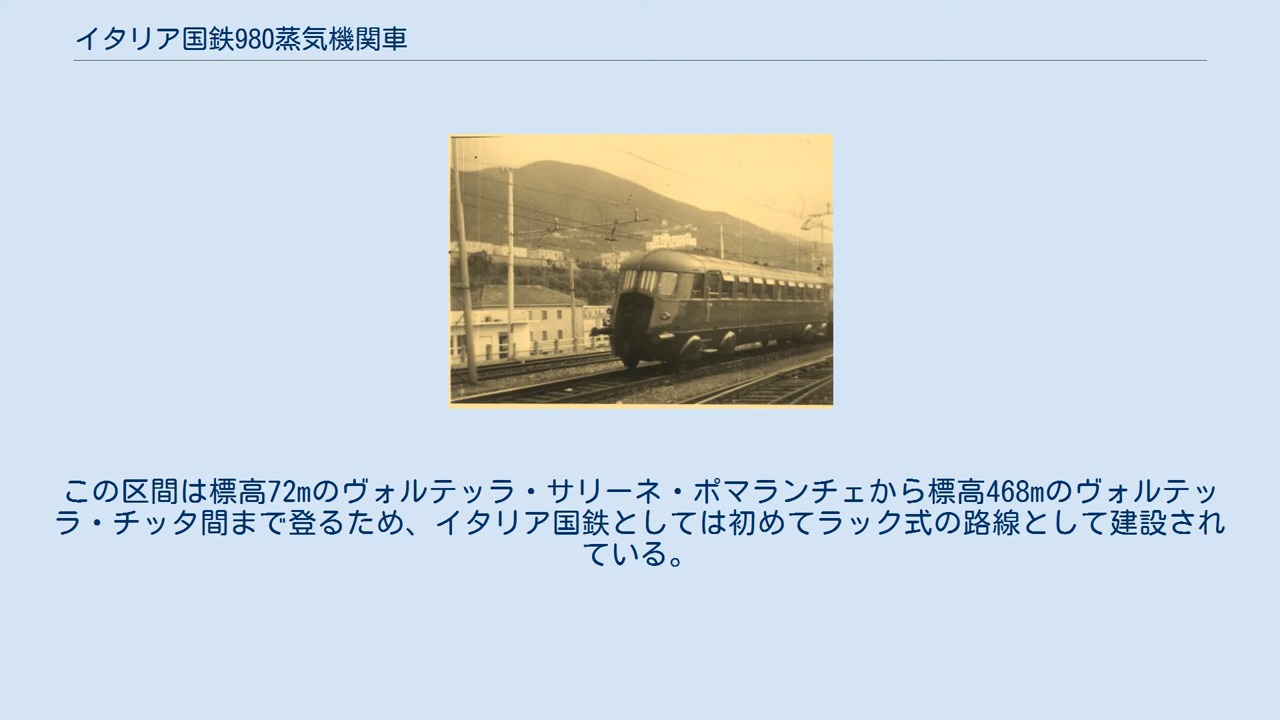 イタリア国鉄980蒸気機関車
この区間は標高72mのヴォルテッラ・サリーネ・ポマランチェから標高468mのヴォルテッ
ラ・チッタ間まで登るため、イタリア国鉄としては初めてラック式の路線として建設され
ている。